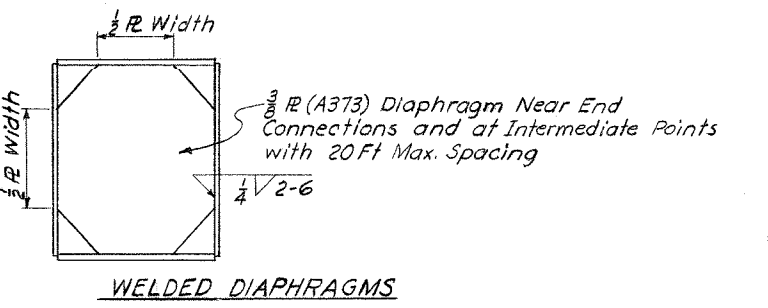 ½ ℄ Width
⅜ ℄ (A373) Diaphragm Near End
Connections and at Intermediate Points
with 20 Ft Max. Spacing
½ ℄ Width
¼ 2-6
WELDED DIAPHRAGMS